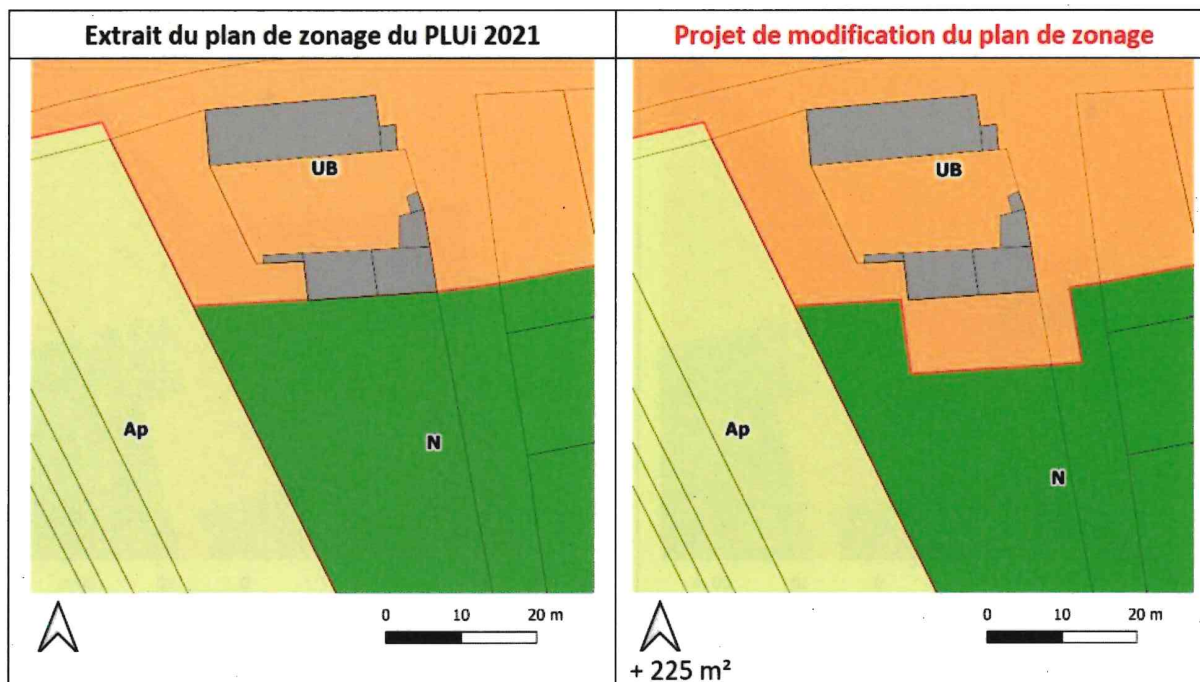 Extrait du plan de zonage du PLUi 2021
Projet de modification du plan de zonage
UB
Ap
N
0 10 20 m
UB
Ap
N
0 10 20 m
+ 225 m²